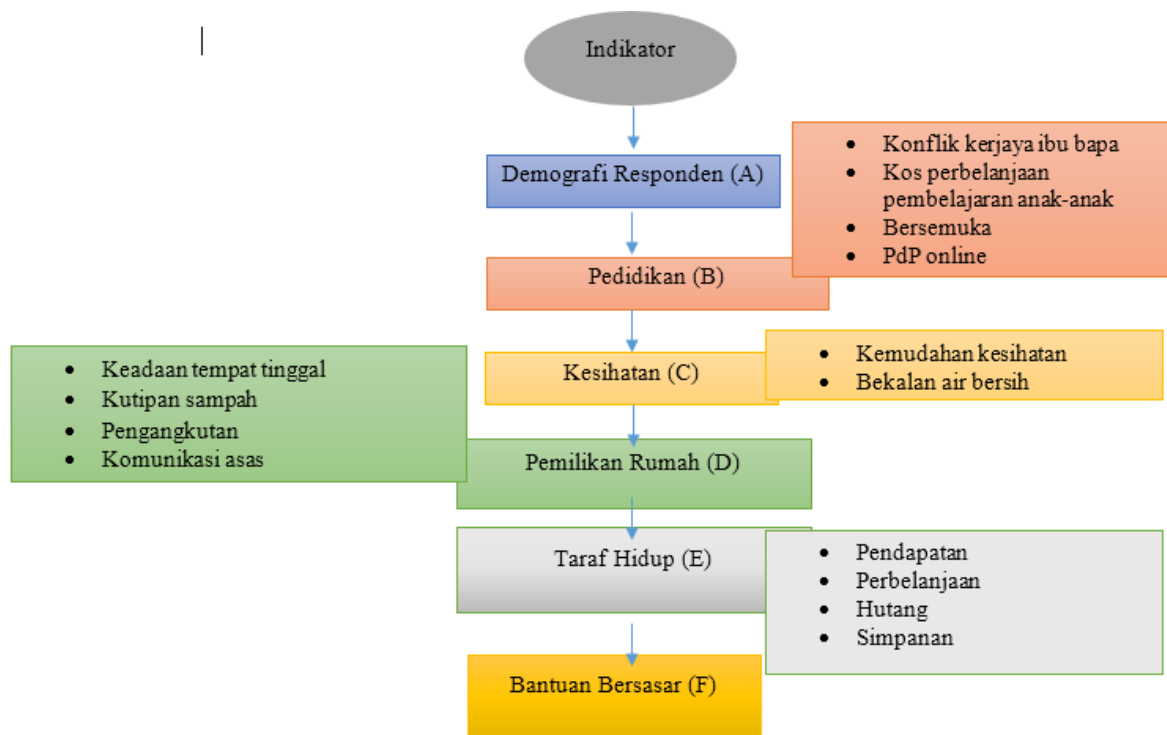 Indikator
Demografi Responden (A)
• Konflik kerjaya ibu bapa
• Kos perbelanjaan
pembelajaran anak-anak
• Bersemuka
• PdP online
Pedidikan (B)
Kesihatan (C)
• Kemudahan kesihatan
• Bekalan air bersih
• Keadaan tempat tinggal
• Kutipan sampah
• Pengangkutan
• Komunikasi asas
Pemilikan Rumah (D)
Taraf Hidup (E)
• Pendapatan
• Perbelanjaan
• Hutang
• Simpanan
Bantuan Bersasar (F)